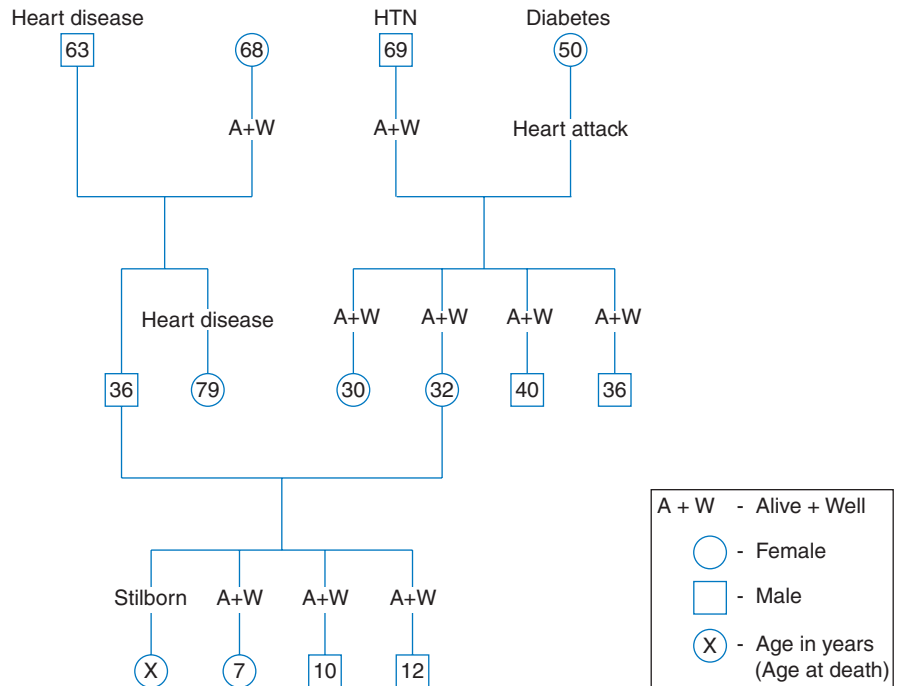 Heart disease
HTN
Diabetes
63
68
69
50
A+W
A+W
Heart attack
Heart disease
A+W
A+W
A+W
A+W
36
79
30
32
40
36
Stilborn
A+W
A+W
A+W
X
7
10
12
A + W - Alive + Well
- Female
- Male
X - Age in years
(Age at death)